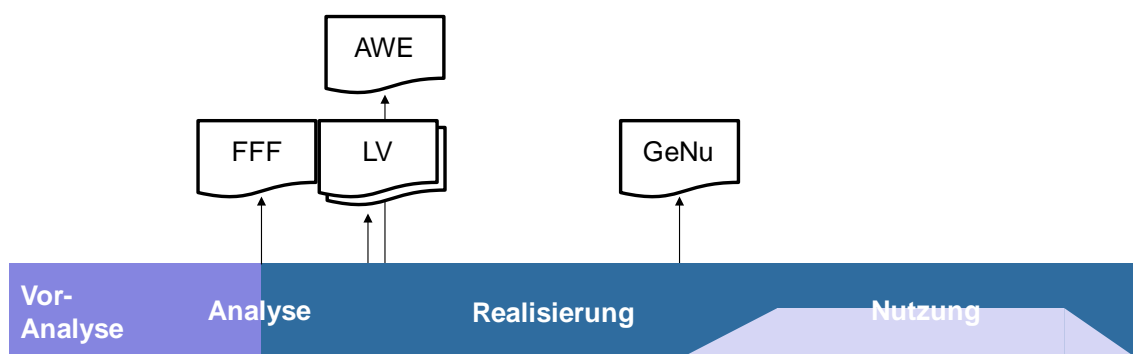 AWE
FFF
LV
GeNu
Vor-
Analyse
Analyse
Realisierung
Nutzung